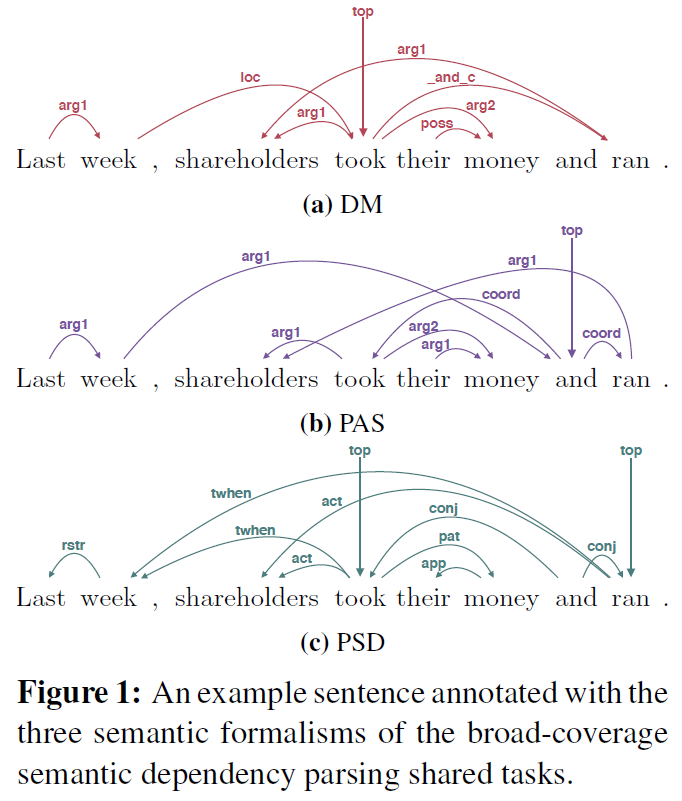 top
arg1
loc
_and_c
arg1
arg1
arg2
poss
Last week , shareholders took their money and ran .
(a) DM
top
arg1
arg1
coord
arg1
arg1
arg2
coord
arg1
Last week , shareholders took their money and ran .
(b) PAS
top
top
twhen
act
conj
twhen
pat
rstr
act
app
conj
Last week , shareholders took their money and ran .
(c) PSD
Figure 1: An example sentence annotated with the
three semantic formalisms of the broad-coverage
semantic dependency parsing shared tasks.